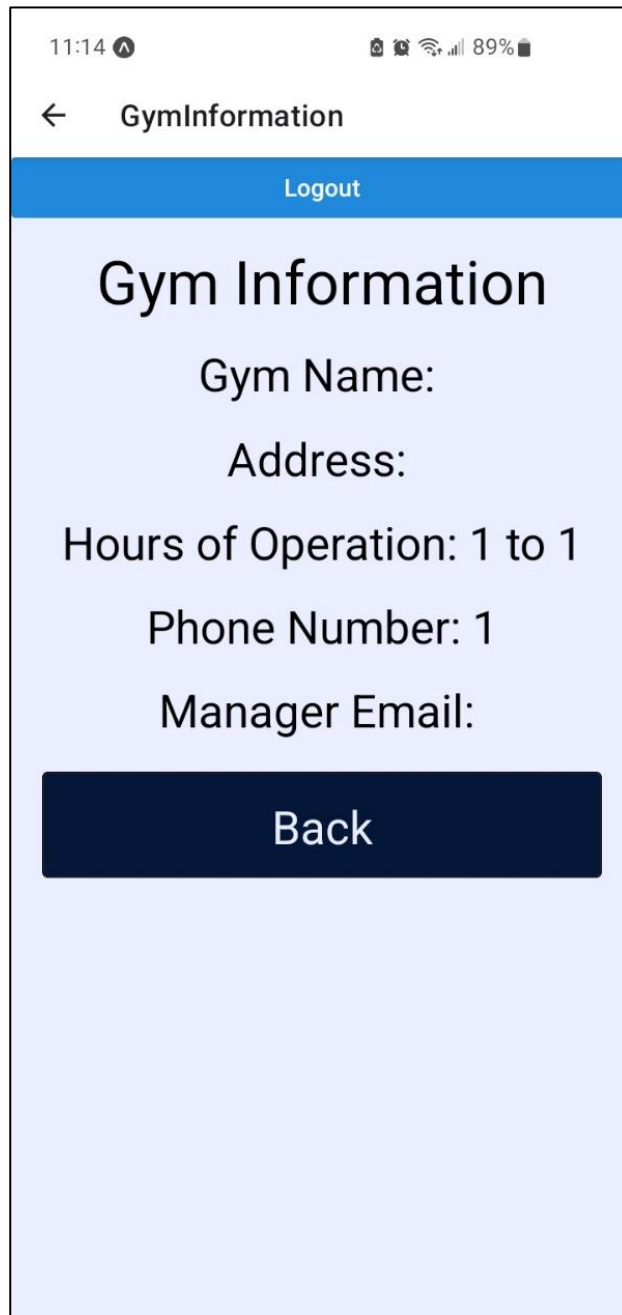 11:14 89%
GymInformation
Logout
Gym Information
Gym Name:
Address:
Hours of Operation: 1 to 1
Phone Number: 1
Manager Email:
Back